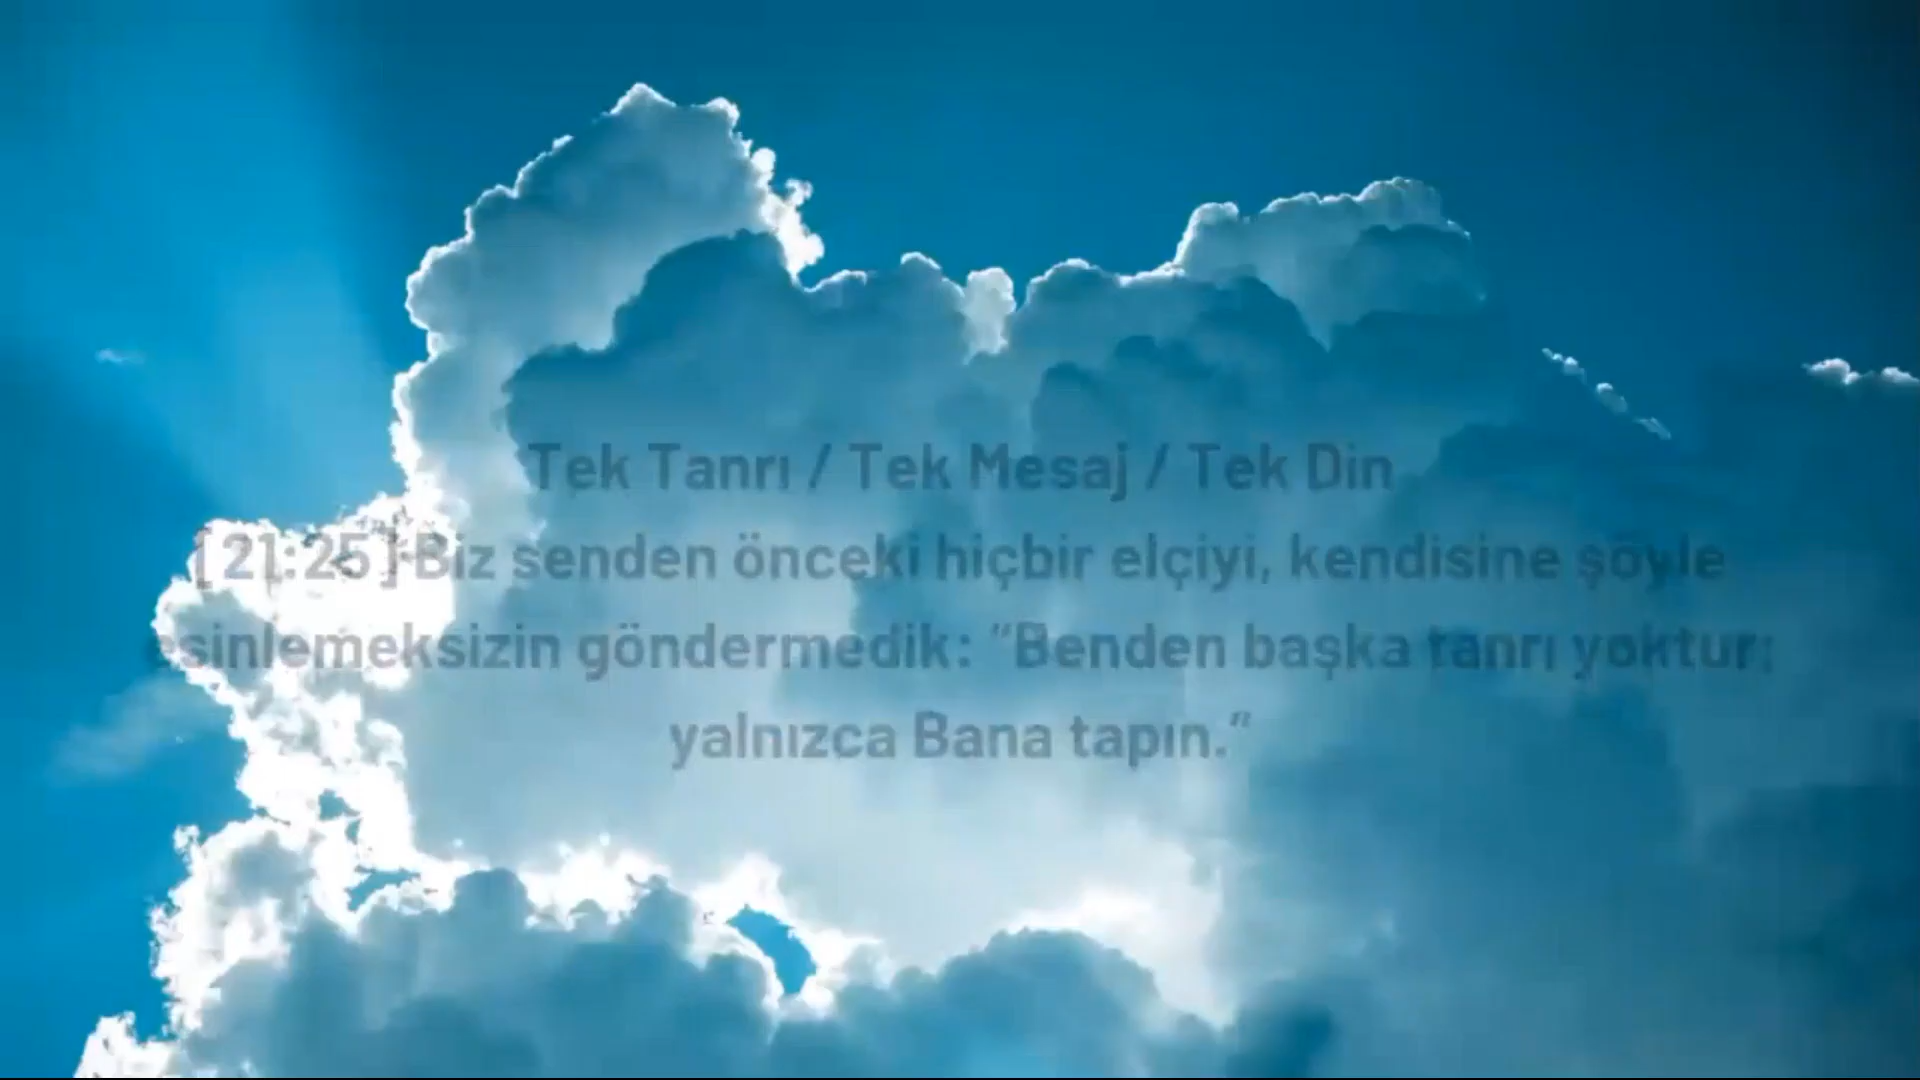 Tek Tanrı / Tek Mesaj / Tek Din
[21:25] Biz senden önceki hiçbir elçiyi, kendisine şöyle
esinlemeksizin göndermedik: “Benden başka tanrı yoktur;
yalnızca Bana tapın.”